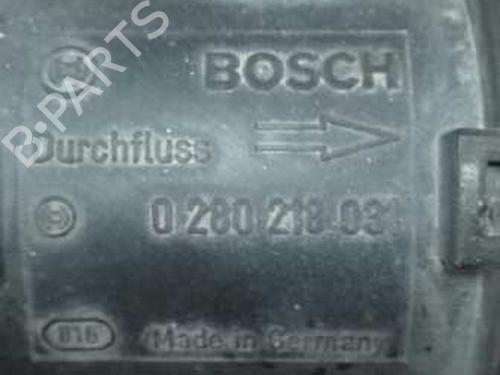 B-PARTS
BOSCH
Durchfluss
0 280 218 031
016
Made in Germany